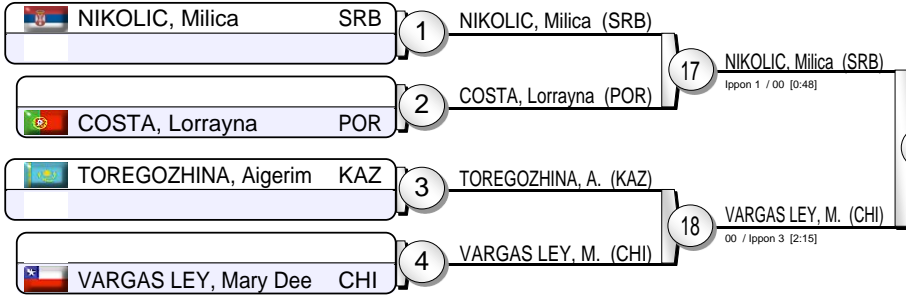 NIKOLIC, Milica SRB
1
NIKOLIC, Milica (SRB)
COSTA, Lorrayna POR
2
COSTA, Lorrayna (POR)
17
NIKOLIC, Milica (SRB)
Ippon 1 / 00 [0:48]
TOREGOZHINA, Aigerim KAZ
3
TOREGOZHINA, A. (KAZ)
VARGAS LEY, Mary Dee CHI
4
VARGAS LEY, M. (CHI)
18
VARGAS LEY, M. (CHI)
00 / Ippon 3 [2:15]